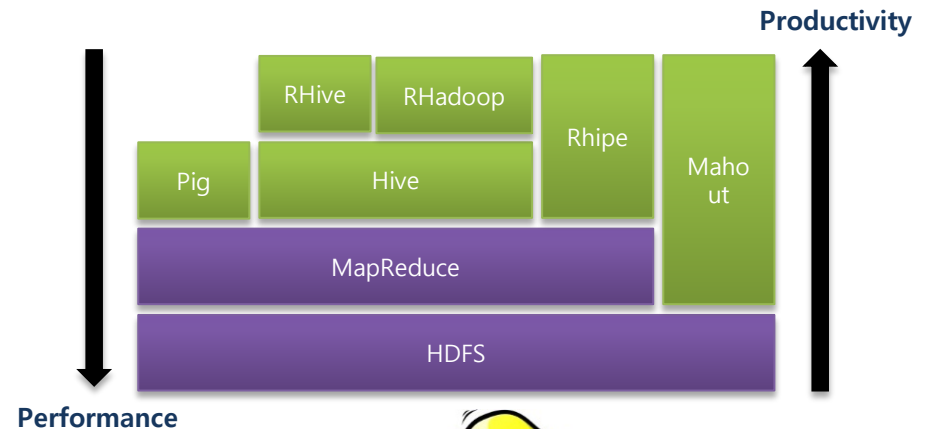 Productivity
RHive
RHadoop
Rhipe
Maho
ut
Pig
Hive
MapReduce
HDFS
Performance